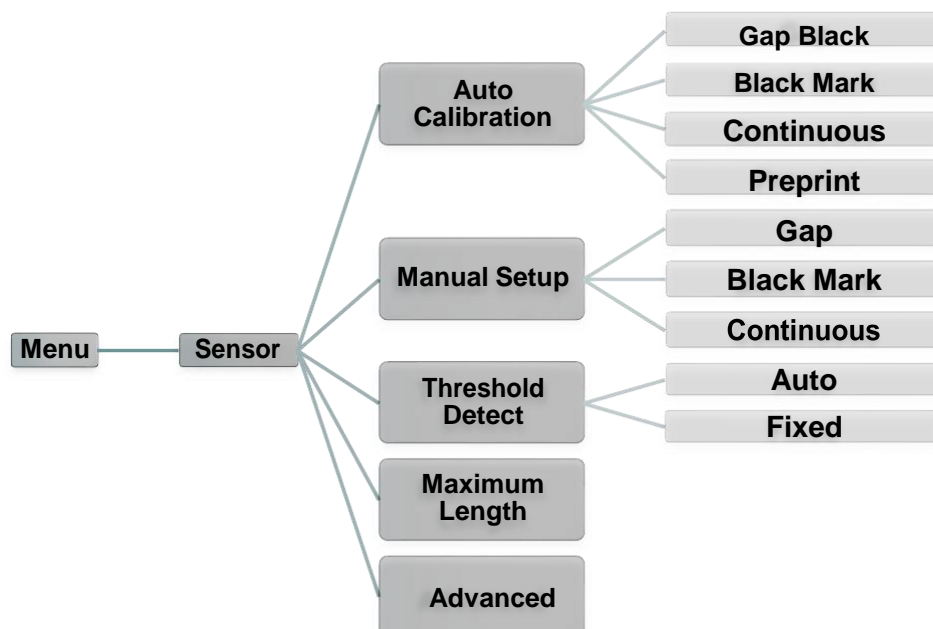 Menu
Sensor
Auto
Calibration
Gap Black
Black Mark
Continuous
Preprint
Manual Setup
Gap
Black Mark
Continuous
Threshold
Detect
Auto
Fixed
Maximum
Length
Advanced